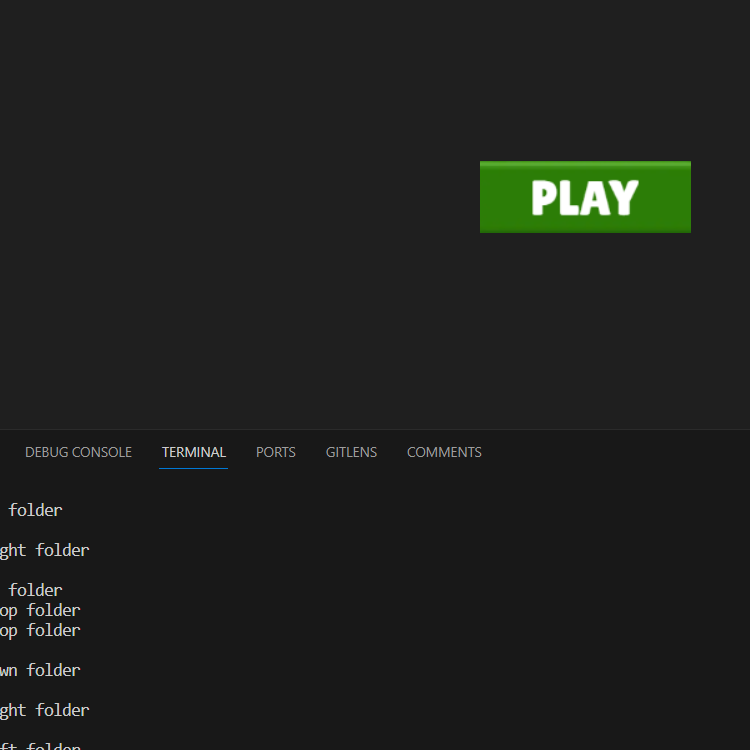 PLAY
DEBUG CONSOLE TERMINAL PORTS GITLENS COMMENTS
folder
ght folder
folder
op folder
op folder
wn folder
ght folder
ft folder